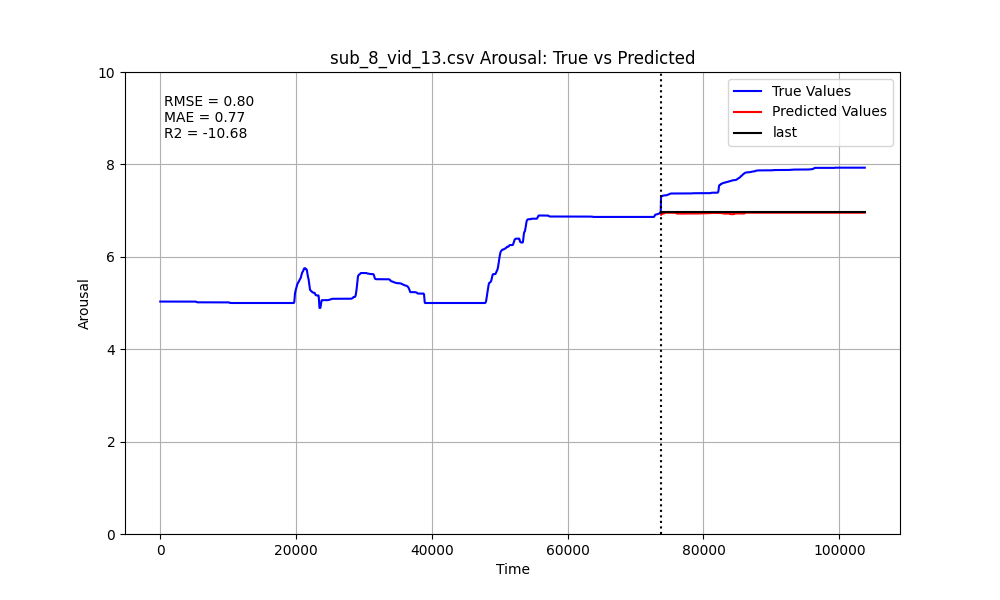 sub_8_vid_13.csv Arousal: True vs Predicted
RMSE = 0.80
MAE = 0.77
R2 = -10.68
True Values
Predicted Values
last
10
8
6
4
2
0
Arousal
0
20000
40000
60000
80000
100000
Time